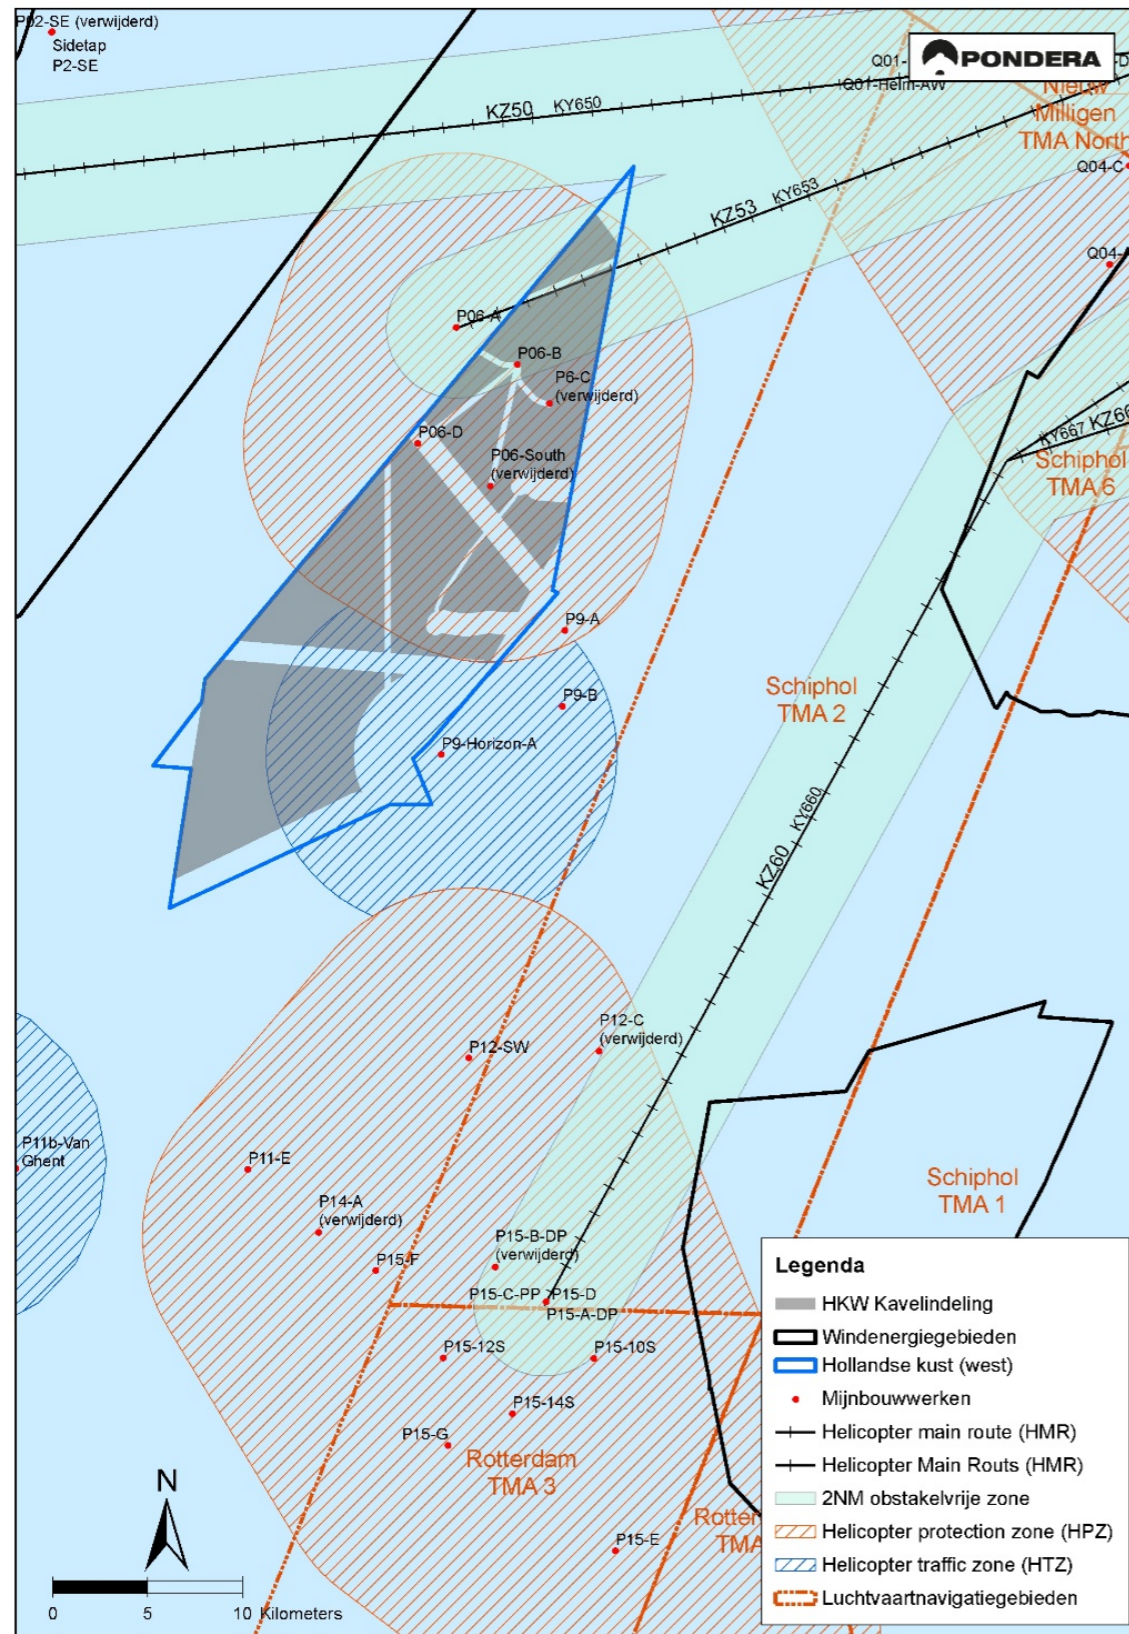 P02-SE (verwijderd)
Sidetap
P2-SE
PONDERA
Q01-
Q01-Helm-AW
KZ50
KY650
Nieuw
Milligen
TMA North
Q04-C
KZ53
KY653
Q04-
P06-A
P06-B
P6-C
(verwijderd)
P06-D
P06-South
(verwijderd)
KY667
KZ66
Schiphol
TMA 6
P9-A
P9-B
P9-Horizon-A
Schiphol
TMA 2
KY660
KZ60
P12-C
(verwijderd)
P12-SW
P11b-Van
Ghent
P11-E
P14-A
(verwijderd)
Schiphol
TMA 1
P15-F
P15-B-DP
(verwijderd)
P15-C-PP
P15-D
P15-A-DP
P15-12S
P15-10S
P15-14S
P15-G
Rotterdam
TMA 3
P15-E
Rotter
TMA
Legenda
HKW Kavelindeling
Windenergiegebieden
Hollandse kust (west)
Mijnbouwwerken
Helicopter main route (HMR)
Helicopter Main Routs (HMR)
2NM obstakelvrije zone
Helicopter protection zone (HPZ)
Helicopter traffic zone (HTZ)
Luchtvaartnavigatiegebieden
N
0 5 10 Kilometers